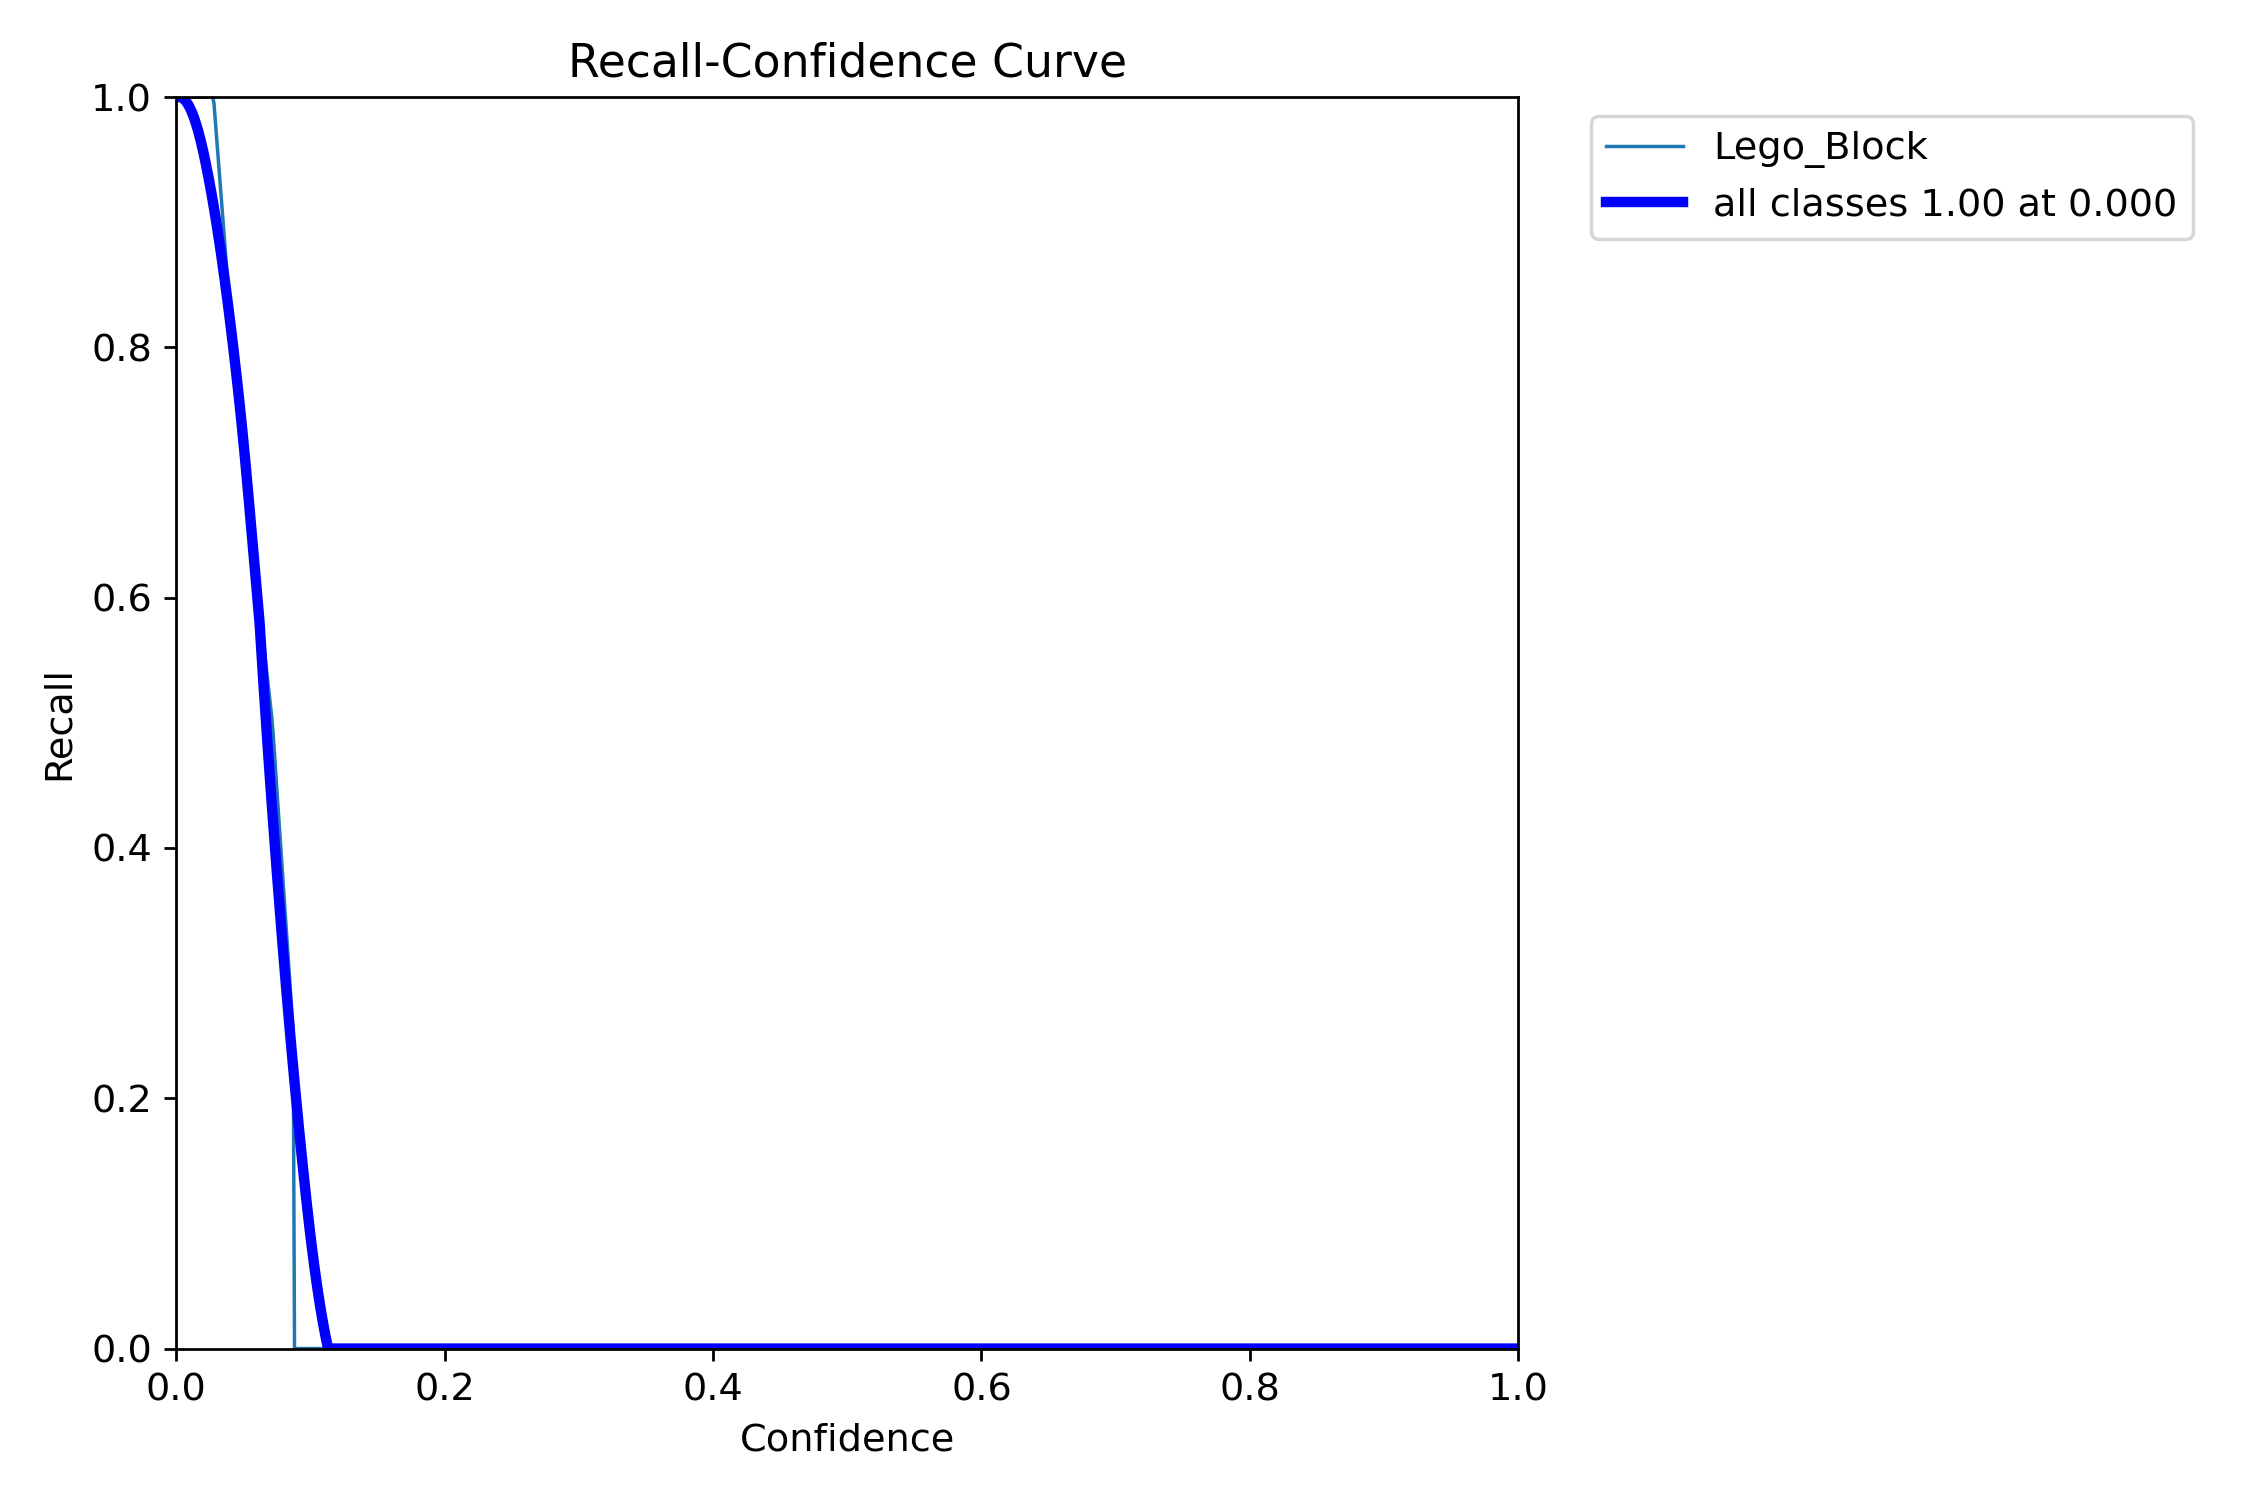 Recall-Confidence Curve
1.0
0.8
0.6
0.4
0.2
0.0
Recall
0.0 0.2 0.4 0.6 0.8 1.0
Confidence
Lego_Block
all classes 1.00 at 0.000